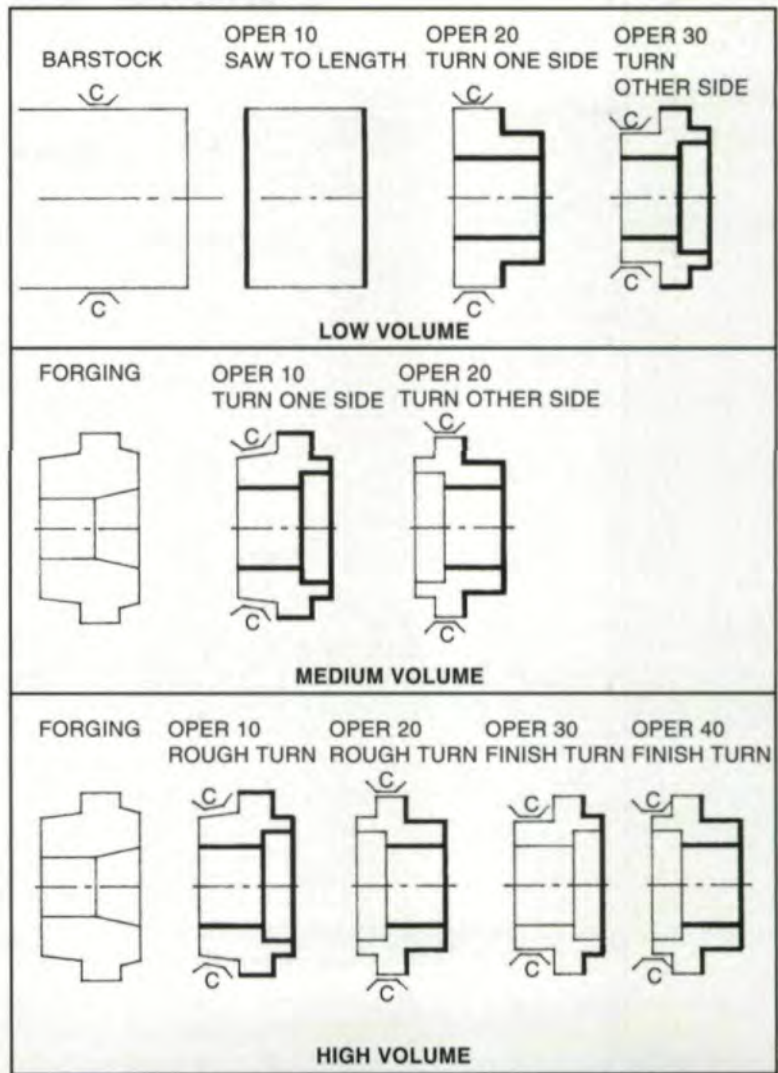 BARSTOCK
OPER 10
SAW TO LENGTH
OPER 20
TURN ONE SIDE
OPER 30
TURN
OTHER SIDE
C
C
C
C
C
C
LOW VOLUME
FORGING
OPER 10
TURN ONE SIDE
OPER 20
TURN OTHER SIDE
C
C
C
C
MEDIUM VOLUME
FORGING
OPER 10
ROUGH TURN
OPER 20
ROUGH TURN
OPER 30
FINISH TURN
OPER 40
FINISH TURN
C
C
C
C
C
C
C
C
HIGH VOLUME